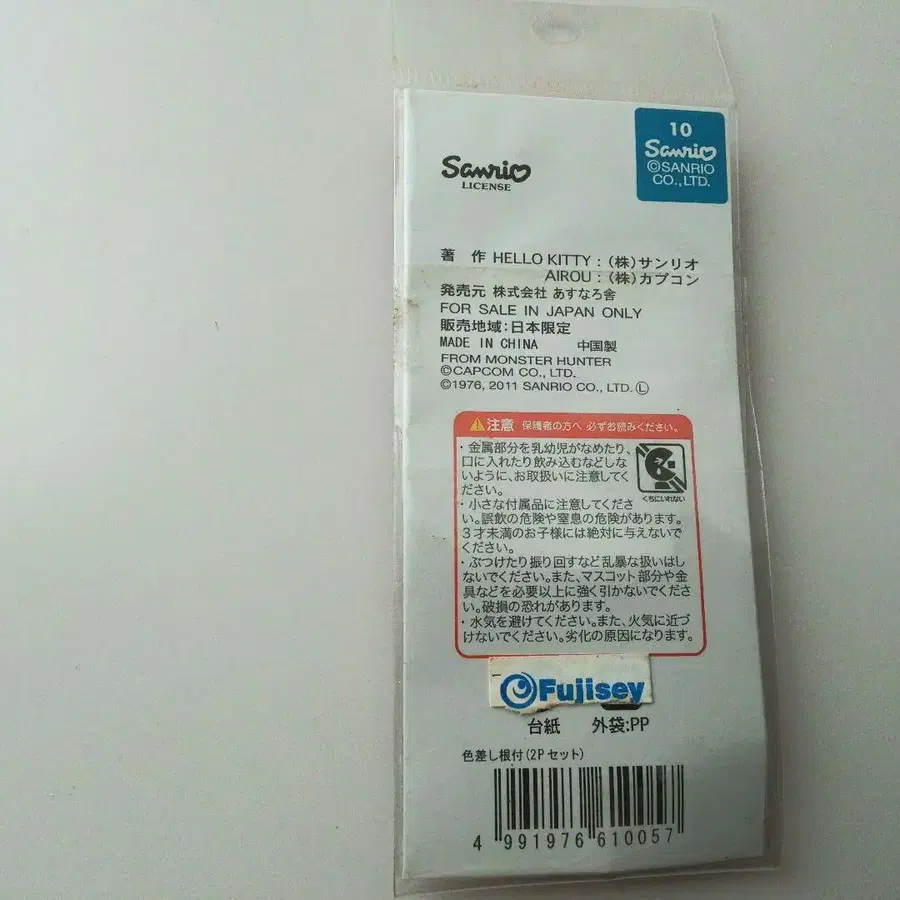 10
Sanrio
©SANRIO
CO.,LTD.
Sanrio
LICENSE
著 作 HELLO KITTY : (株)サンリオ
AIROU : (株)カプコン
発売元 株式会社 あすなろ舎
FOR SALE IN JAPAN ONLY
販売地域:日本限定
MADE IN CHINA 中国製
FROM MONSTER HUNTER
©CAPCOM CO., LTD.
©1976, 2011 SANRIO CO., LTD. Ⓛ
注意 保護者の方へ 必ずお読みください。
・金属部分を乳幼児がなめたり、
口に入れたり飲み込むなどしな
いように、お取扱いに注意してく
ださい。
くちにいれない
・小さな付属品に注意してくださ
い。誤飲の危険や窒息の危険があります。
3才未満のお子様には絶対に与えないで
ください。
・ぶつけたり振り回すなど乱暴な扱いはし
ないでください。また、マスコット部分や金
具などを必要以上に強く引かないでくださ
い。破損の恐れがあります。
・水気を避けてください。また、火気に近づ
けないでください。劣化の原因になります。
Fujisey
台紙 外袋:PP
色差し根付(2Pセット)
4 991976 610057